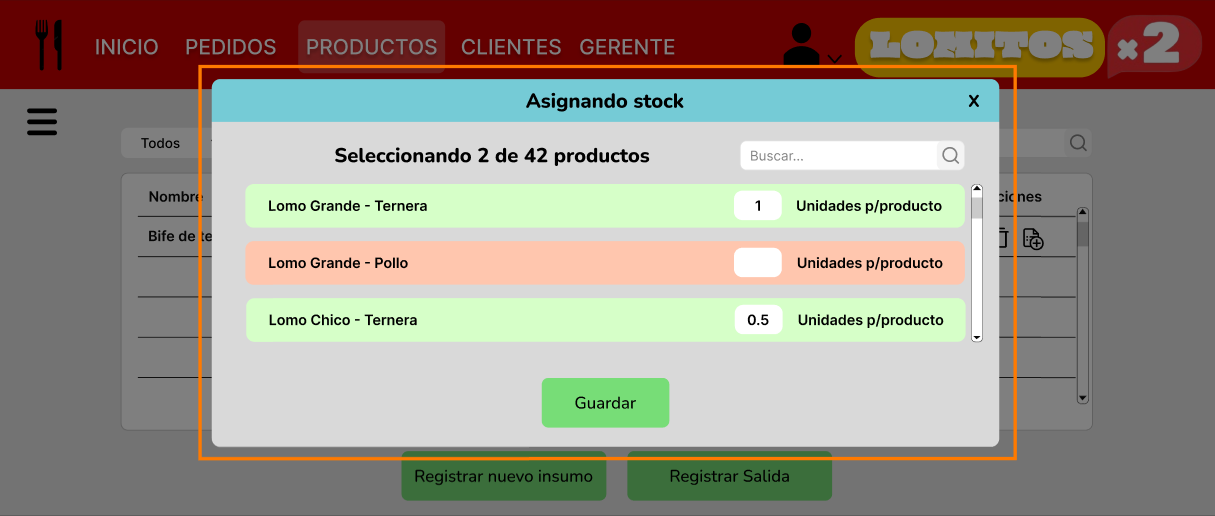 INICIO PEDIDOS PRODUCTOS CLIENTES GERENTE LOMITOS x2
Asignando stock X
Todos
Seleccionando 2 de 42 productos Buscar...
Nombre
Lomo Grande - Ternera 1 Unidades p/producto
Bife de te
Lomo Grande - Pollo Unidades p/producto
Lomo Chico - Ternera 0.5 Unidades p/producto
Guardar
Registrar nuevo insumo Registrar Salida